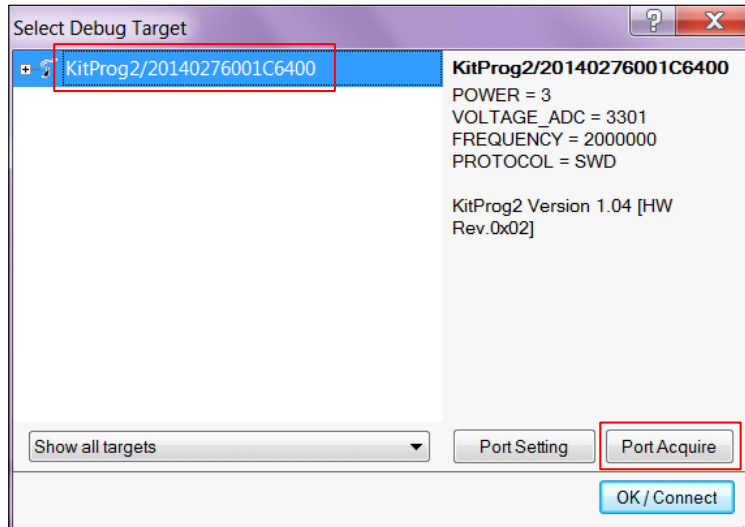 Select Debug Target
?
X
KitProg2/20140276001C6400
KitProg2/20140276001C6400
POWER = 3
VOLTAGE_ADC = 3301
FREQUENCY = 2000000
PROTOCOL = SWD
KitProg2 Version 1.04 [HW
Rev.0x02]
Show all targets
Port Setting
Port Acquire
OK / Connect